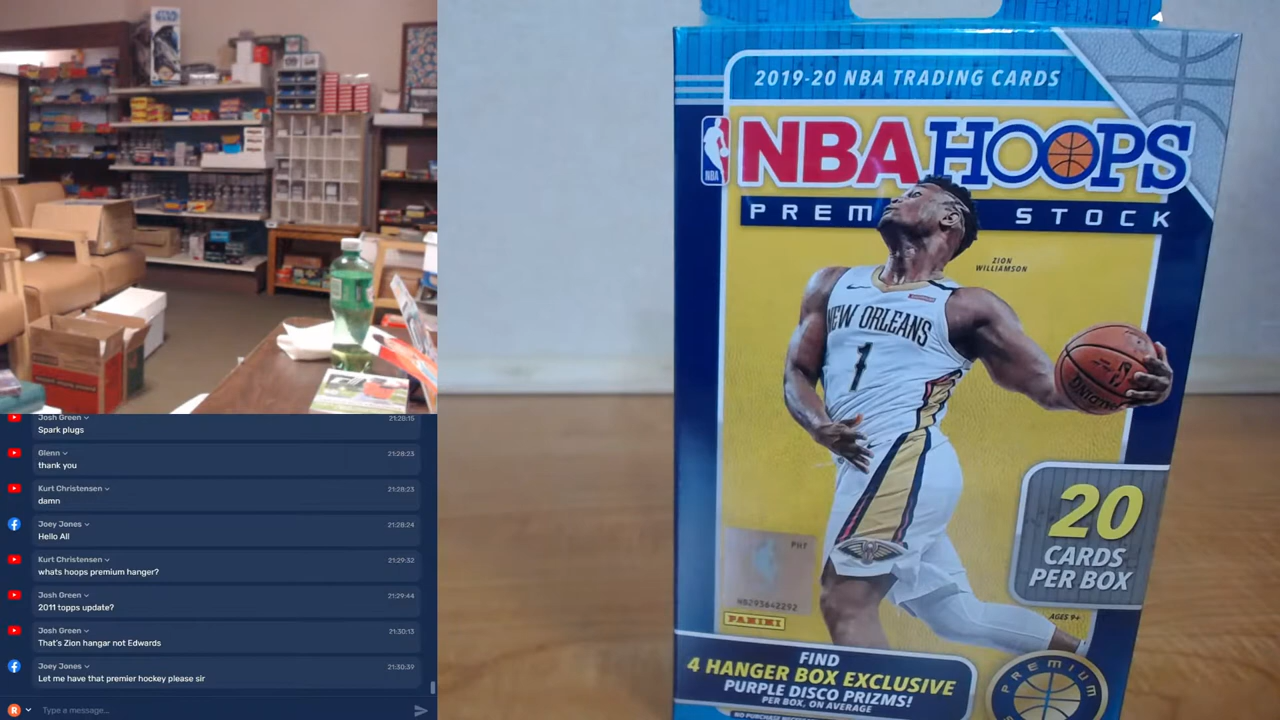 Josh Green
21:28:15
Spark plugs
Glenn
21:28:23
thank you
Kurt Christensen
21:28:23
damn
Joey Jones
21:28:24
Hello All
Kurt Christensen
21:29:32
whats hoops premium hanger?
Josh Green
21:29:44
2011 topps update?
Josh Green
21:30:13
That's Zion hangar not Edwards
Joey Jones
21:30:39
Let me have that premier hockey please sir
R
Type a message...
2019-20 NBA TRADING CARDS
NBA HOOPS
NBA
PREM STOCK
ZION
WILLIAMSON
NEW ORLEANS
1
20
CARDS
PER BOX
AGES 9+
PANINI
FIND
4 HANGER BOX EXCLUSIVE
PURPLE DISCO PRIZMS!
PER BOX, ON AVERAGE
PREMIUM